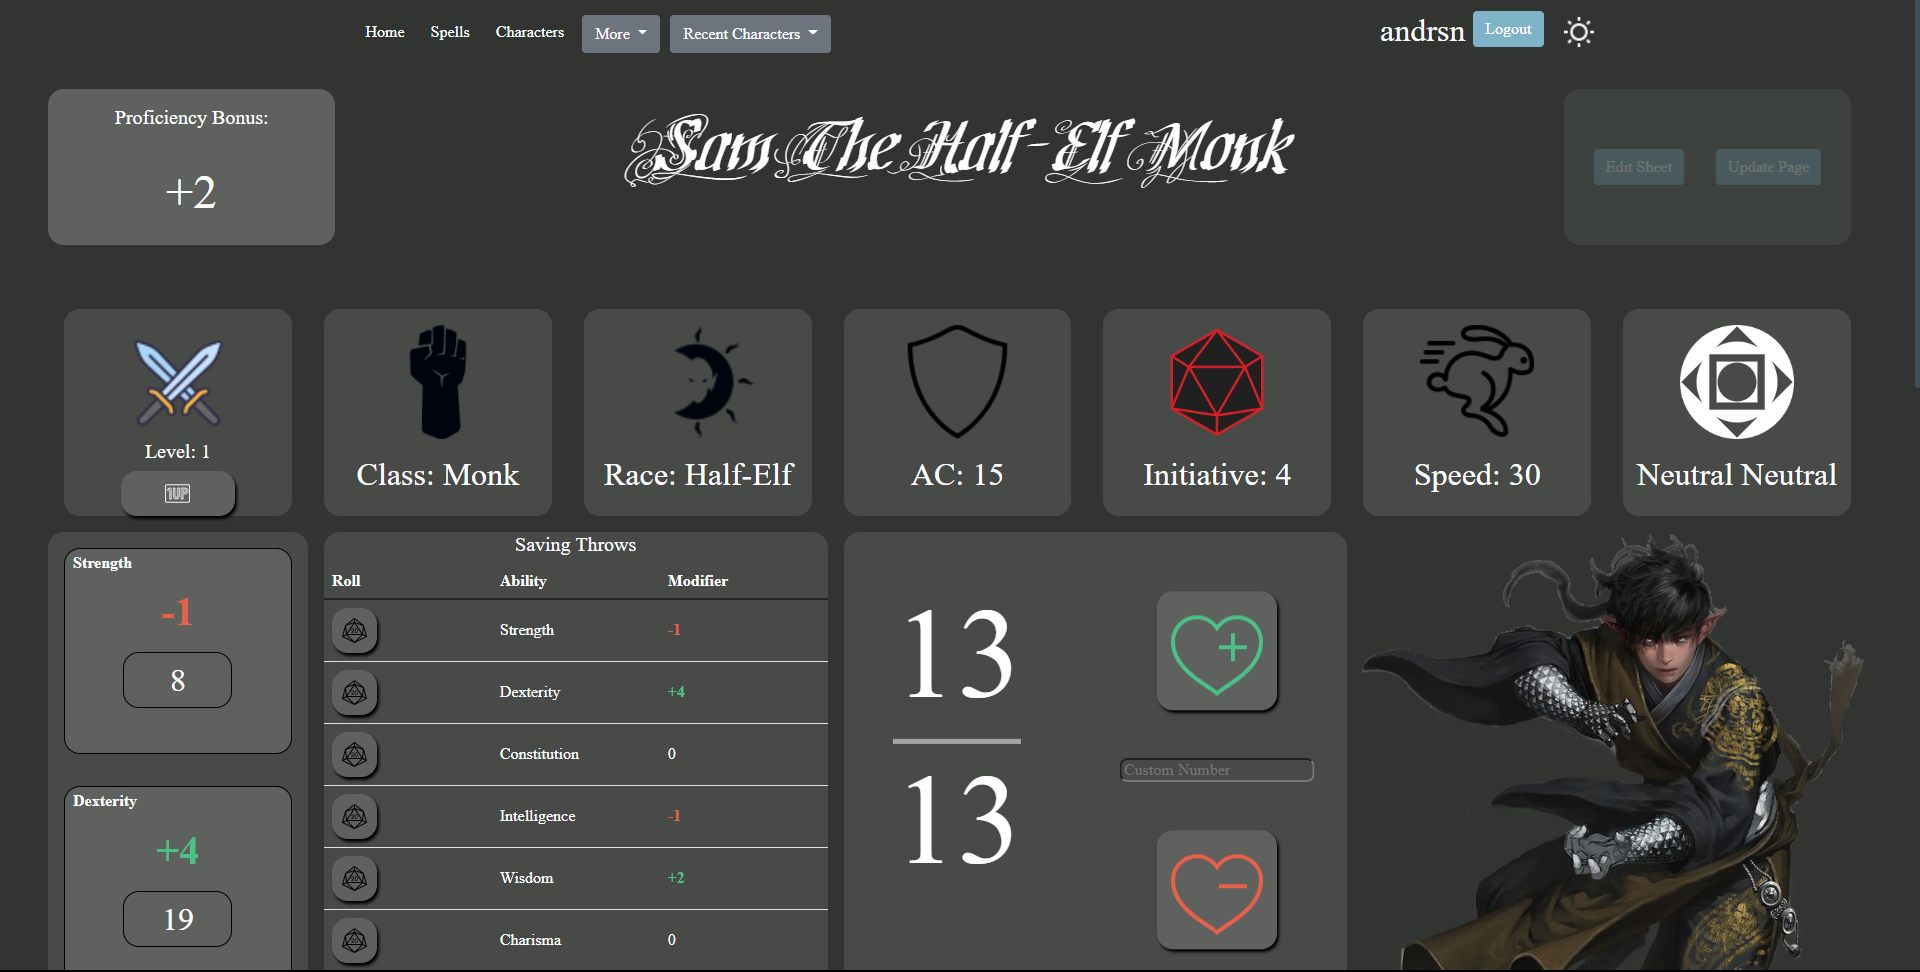 Home Spells Characters More Recent Characters andrsn Logout
Proficiency Bonus:
+2
Sam The Half-Elf Monk
Edit Sheet Update Page
Level: 1
1UP
Class: Monk
Race: Half-Elf
AC: 15
Initiative: 4
Speed: 30
Neutral Neutral
Strength
-1
8
Dexterity
+4
19
Saving Throws
Roll Ability Modifier
Strength -1
Dexterity +4
Constitution 0
Intelligence -1
Wisdom +2
Charisma 0
13
13
Custom Number